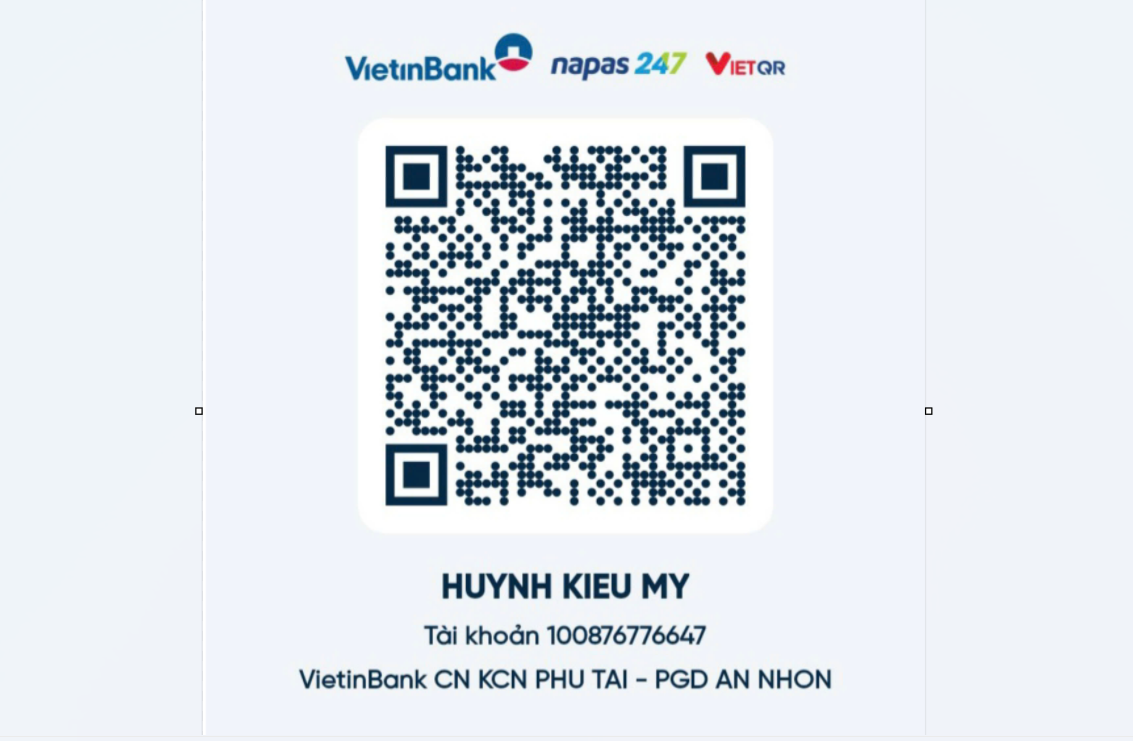 VietinBank napas 247 VIETQR
HUYNH KIEU MY
Tài khoản 100876776647
VietinBank CN KCN PHU TAI - PGD AN NHON